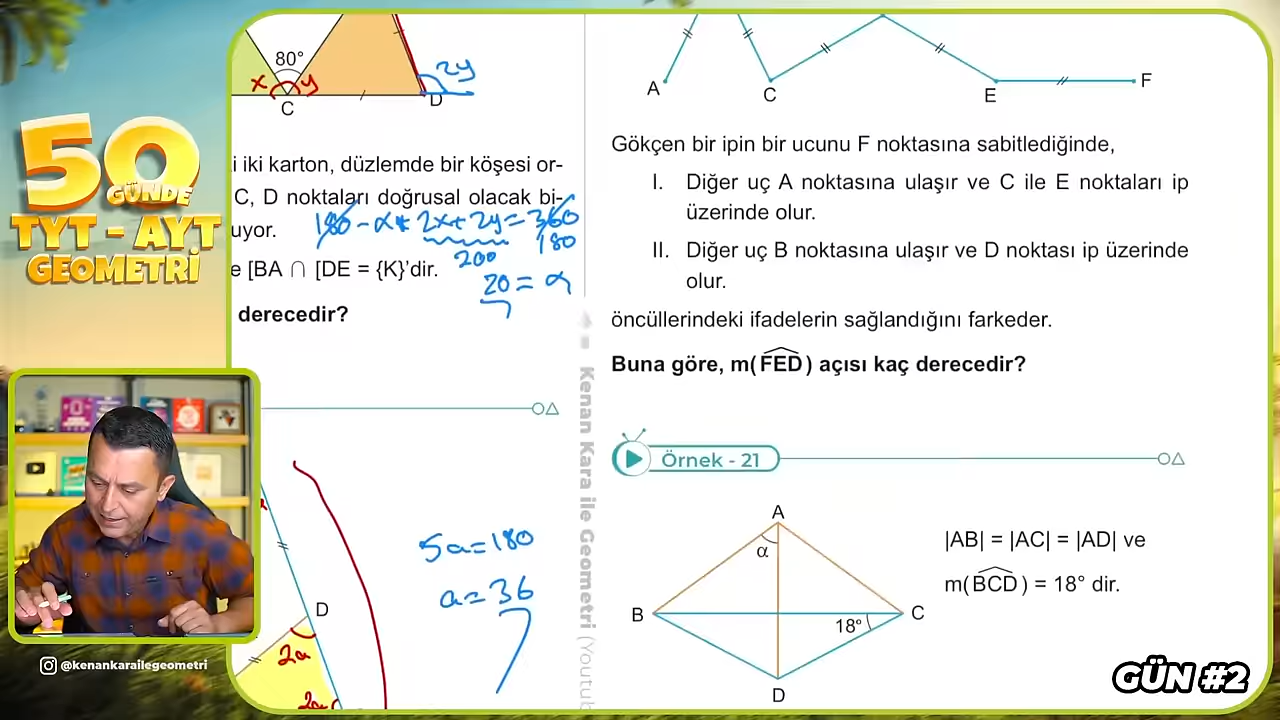 50
GÜNDE
TYT - AYT
GEOMETRİ
@kenankarailegeometri
80°
x
y
2y
C
D
i iki karton, düzlemde bir köşesi or-
C, D noktaları doğrusal olacak bi-
uyor.
180 - α + 2x + 2y = 360
200
180
20 = α
e [BA ∩ [DE = {K}'dir.
derecedir?
5a = 180
a = 36
D
2a
2a
Kenan Kara ile Geometri (Youtub
A
C
E
F
Gökçen bir ipin bir ucunu F noktasına sabitlediğinde,
I. Diğer uç A noktasına ulaşır ve C ile E noktaları ip
üzerinde olur.
II. Diğer uç B noktasına ulaşır ve D noktası ip üzerinde
olur.
öncüllerindeki ifadelerin sağlandığını farkeder.
Buna göre, m(FED) açısı kaç derecedir?
Örnek - 21
A
α
B
C
18°
D
|AB| = |AC| = |AD| ve
m(BCD) = 18° dir.
GÜN #2